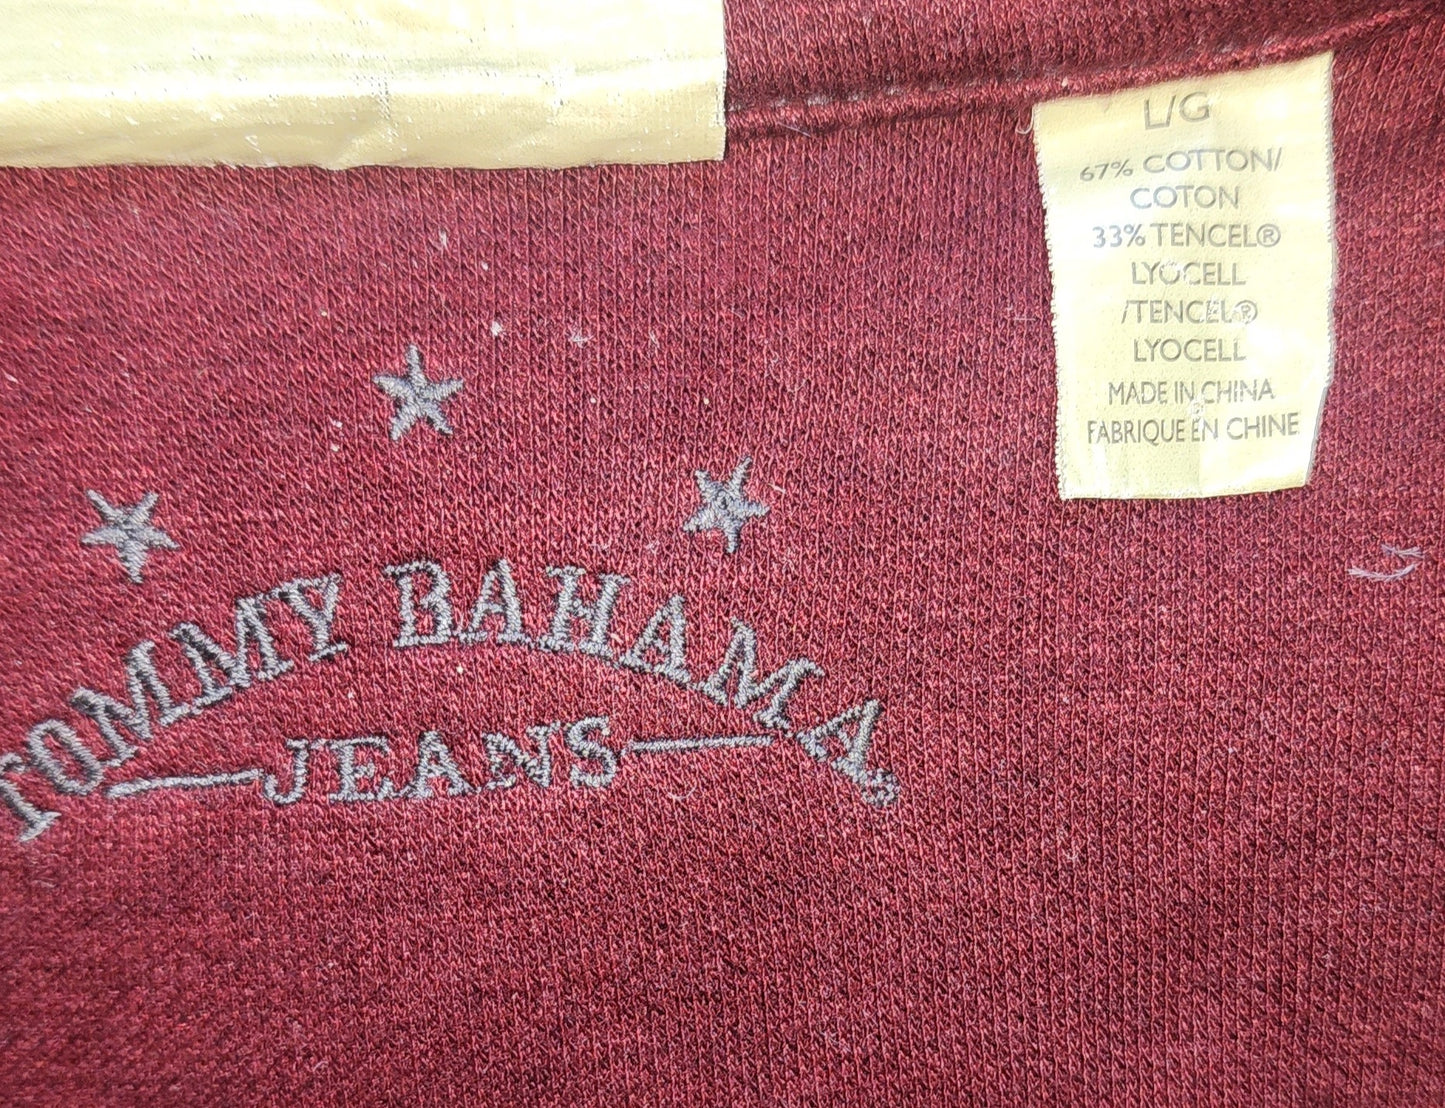 L/G
67% COTTON/
COTON
33% TENCEL®
LYOCELL
/TENCEL®
LYOCELL
MADE IN CHINA
FABRIQUE EN CHINE
TOMMY BAHAMA®
JEANS